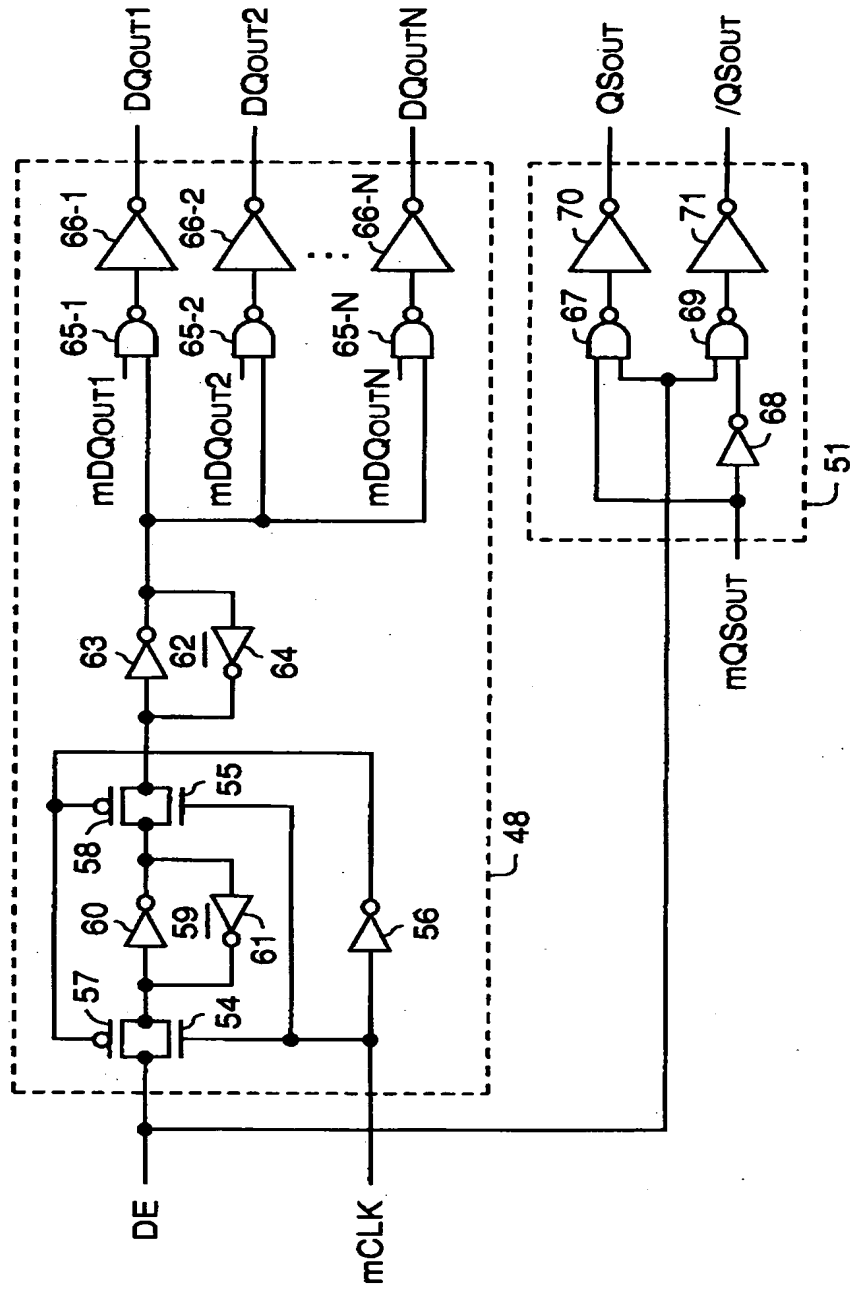 DE
mCLK
57
54
60
59
61
58
55
56
63
62
64
48
mDQOUT1
mDQOUT2
mDQOUTN
65-1
65-2
65-N
66-1
66-2
66-N
...
DQOUT1
DQOUT2
DQOUTN
mQSOUT
68
67
69
70
71
51
QSOUT
/QSOUT